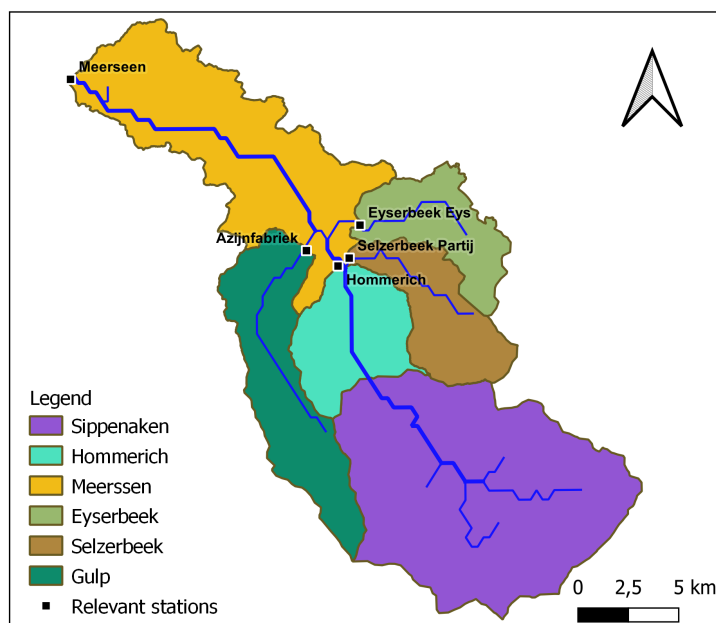 Meerseen
Eyserbeek Eys
Azijnfabriek
Selzerbeek Partij
Hommerich
Legend
Sippenaken
Hommerich
Meerssen
Eyserbeek
Selzerbeek
Gulp
Relevant stations
0 2,5 5 km